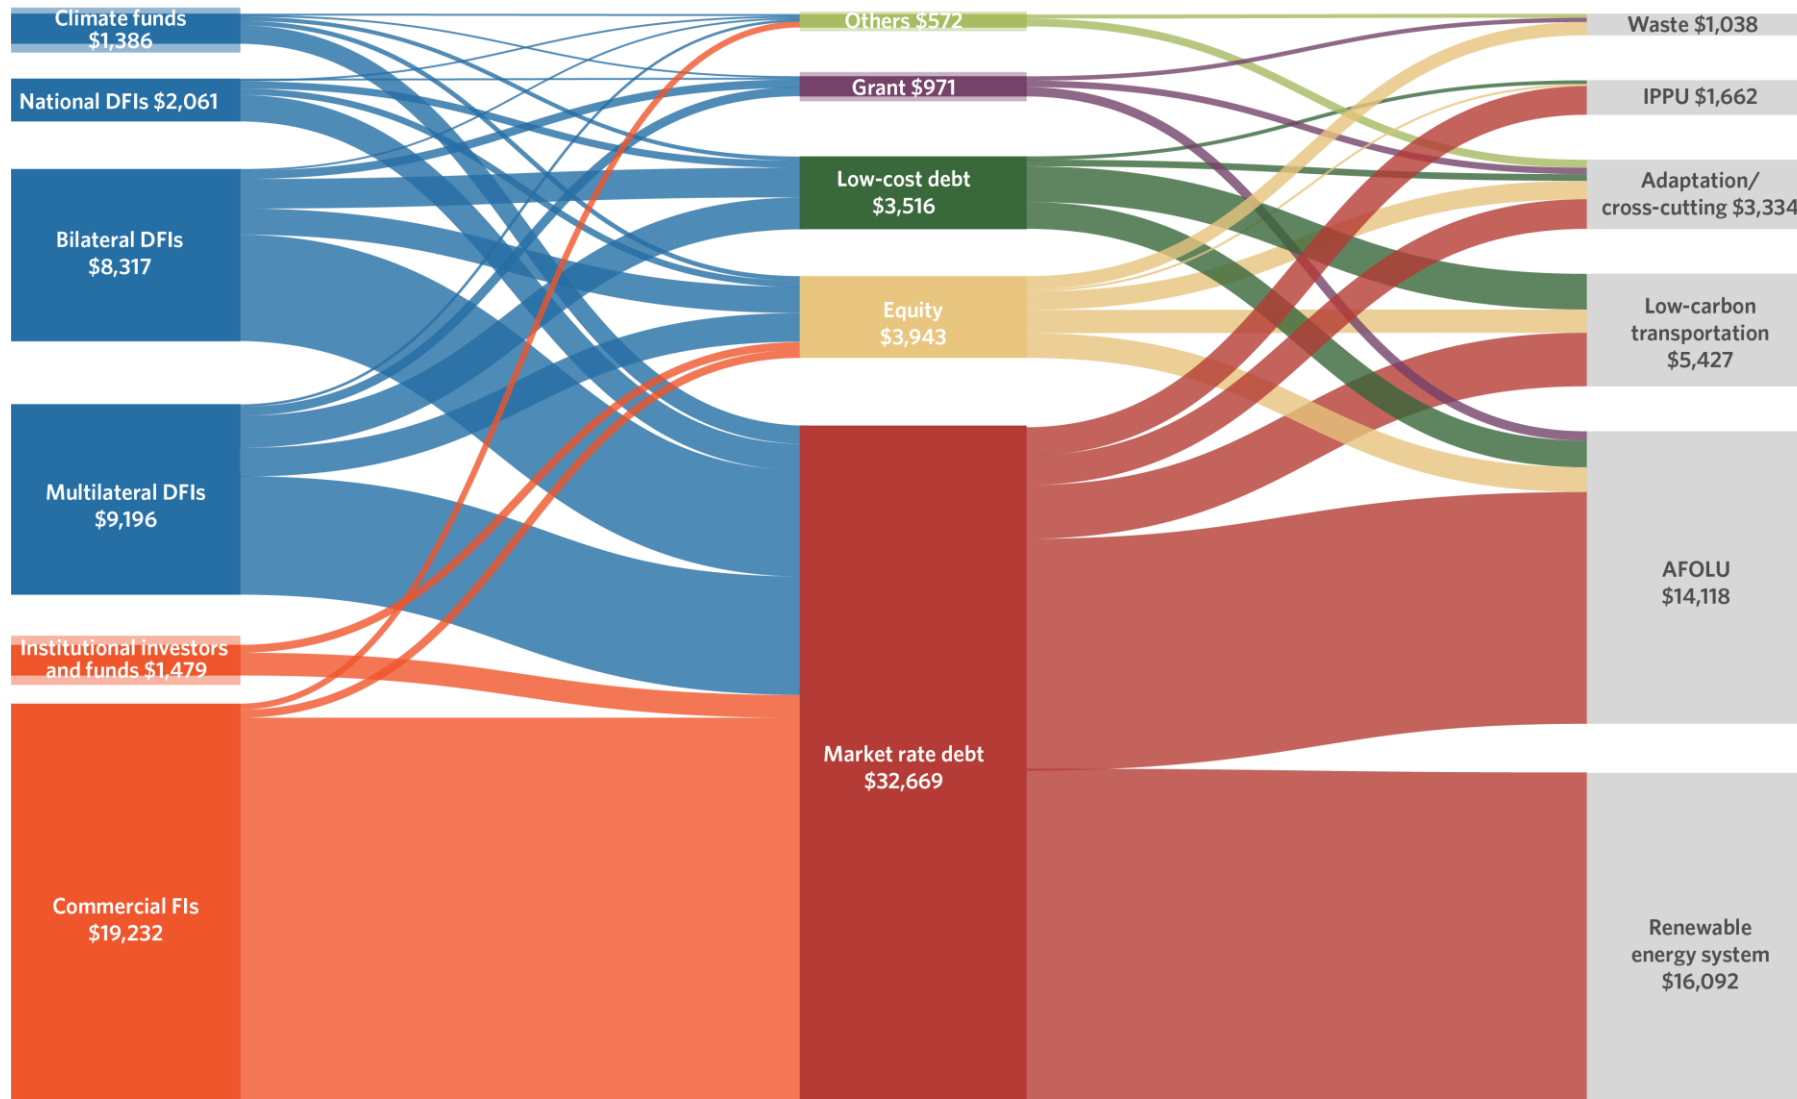 Climate funds
$1,386
National DFIs $2,061
Bilateral DFIs
$8,317
Multilateral DFIs
$9,196
Institutional investors
and funds $1,479
Commercial FIs
$19,232
Others $572
Grant $971
Low-cost debt
$3,516
Equity
$3,943
Market rate debt
$32,669
Waste $1,038
IPPU $1,662
Adaptation/
cross-cutting $3,334
Low-carbon
transportation
$5,427
AFOLU
$14,118
Renewable
energy system
$16,092